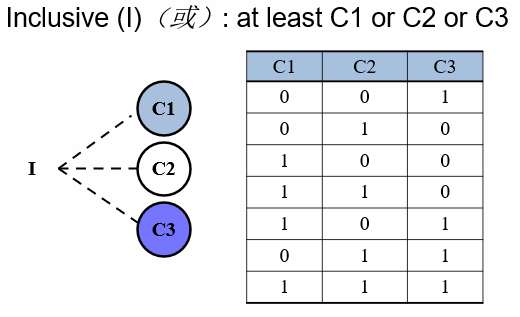 Inclusive (I)（或）: at least C1 or C2 or C3
C1 C2 C3
0 0 1
0 1 0
1 0 0
1 1 0
1 0 1
0 1 1
1 1 1
I
C1
C2
C3